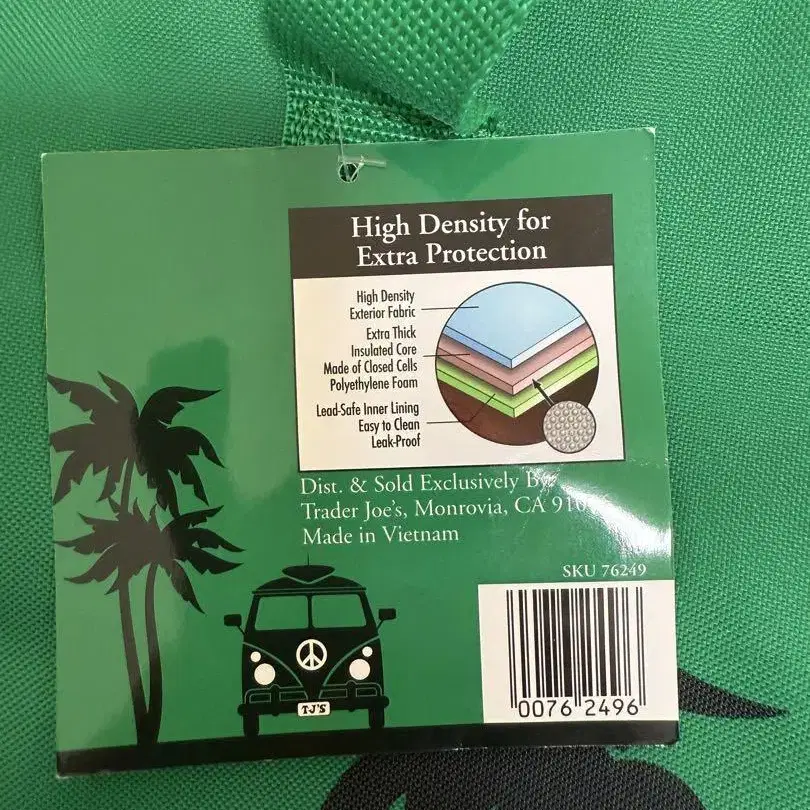 High Density for
Extra Protection
High Density
Exterior Fabric
Extra Thick
Insulated Core
Made of Closed Cells
Polyethylene Foam
Lead-Safe Inner Lining
Easy to Clean
Leak-Proof
Dist. & Sold Exclusively By
Trader Joe's, Monrovia, CA
Made in Vietnam
SKU 76249
0076 2496
T·J'S